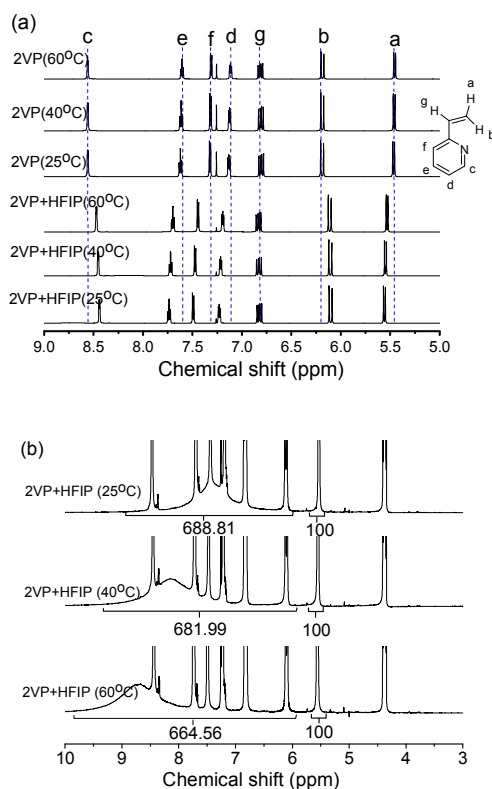 (a)
c e f d g b a
2VP(60°C)
2VP(40°C)
2VP(25°C)
2VP+HFIP(60°C)
2VP+HFIP(40°C)
2VP+HFIP(25°C)
a
g H H
H b
f N
e c
d
9.0 8.5 8.0 7.5 7.0 6.5 6.0 5.5 5.0
Chemical shift (ppm)
(b)
2VP+HFIP (25°C)
688.81 100
2VP+HFIP (40°C)
681.99 100
2VP+HFIP (60°C)
664.56 100
10 9 8 7 6 5 4 3
Chemical shift (ppm)